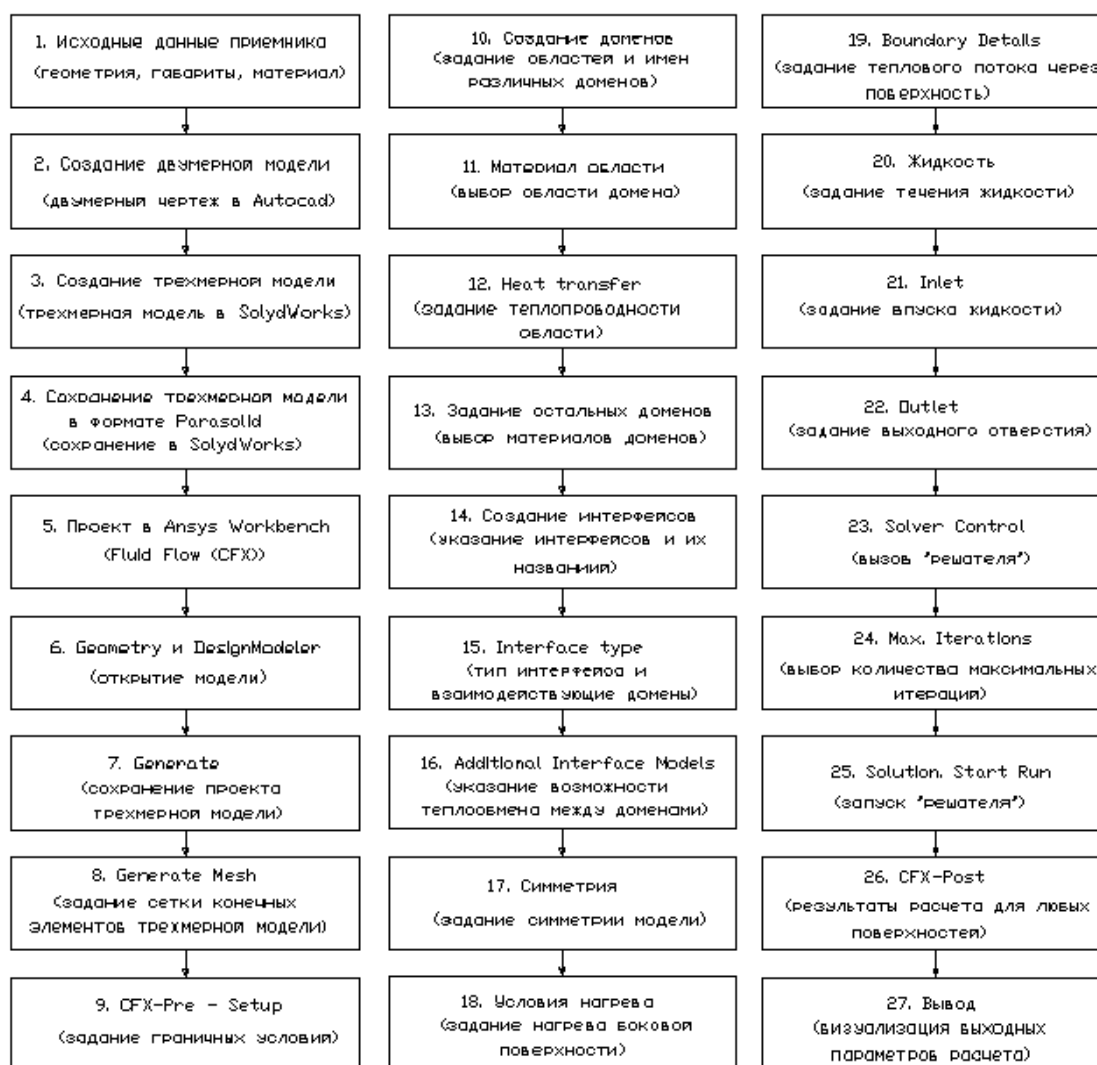 1. Исходные данные приемника
(геометрия, габариты, материал)
2. Создание двумерной модели
(двумерный чертеж в Autocad)
3. Создание трехмерной модели
(трехмерная модель в SolydWorks)
4. Сохранение трехмерной модели
в формате Parasolid
(сохранение в SolydWorks)
5. Проект в Ansys Workbench
(Fluid Flow (CFX))
6. Geometry и DesignModeler
(открытие модели)
7. Generate
(сохранение проекта
трехмерной модели)
8. Generate Mesh
(задание сетки конечных
элементов трехмерной модели)
9. CFX-Pre - Setup
(задание граничных условий)
10. Создание доменов
(задание областей и имен
различных доменов)
11. Материал области
(выбор области домена)
12. Heat transfer
(задание теплопроводности
области)
13. Задание остальных доменов
(выбор материалов доменов)
14. Создание интерфейсов
(указание интерфейсов и их
названиий)
15. Interface type
(тип интерфейса и
взаимодействующие домены)
16. Additional Interface Models
(указание возможности
теплообмена между доменами)
17. Симметрия
(задание симметрии модели)
18. Условия нагрева
(задание нагрева боковой
поверхности)
19. Boundary Details
(задание теплового потока через
поверхность)
20. Жидкость
(задание течения жидкости)
21. Inlet
(задание впуска жидкости)
22. Outlet
(задание выходного отверстия)
23. Solver Control
(вызов "решателя")
24. Max. Iterations
(выбор количества максимальных
итераций)
25. Solution. Start Run
(запуск "решателя")
26. CFX-Post
(результаты расчета для любых
поверхностей)
27. Вывод
(визуализация выходных
параметров расчета)